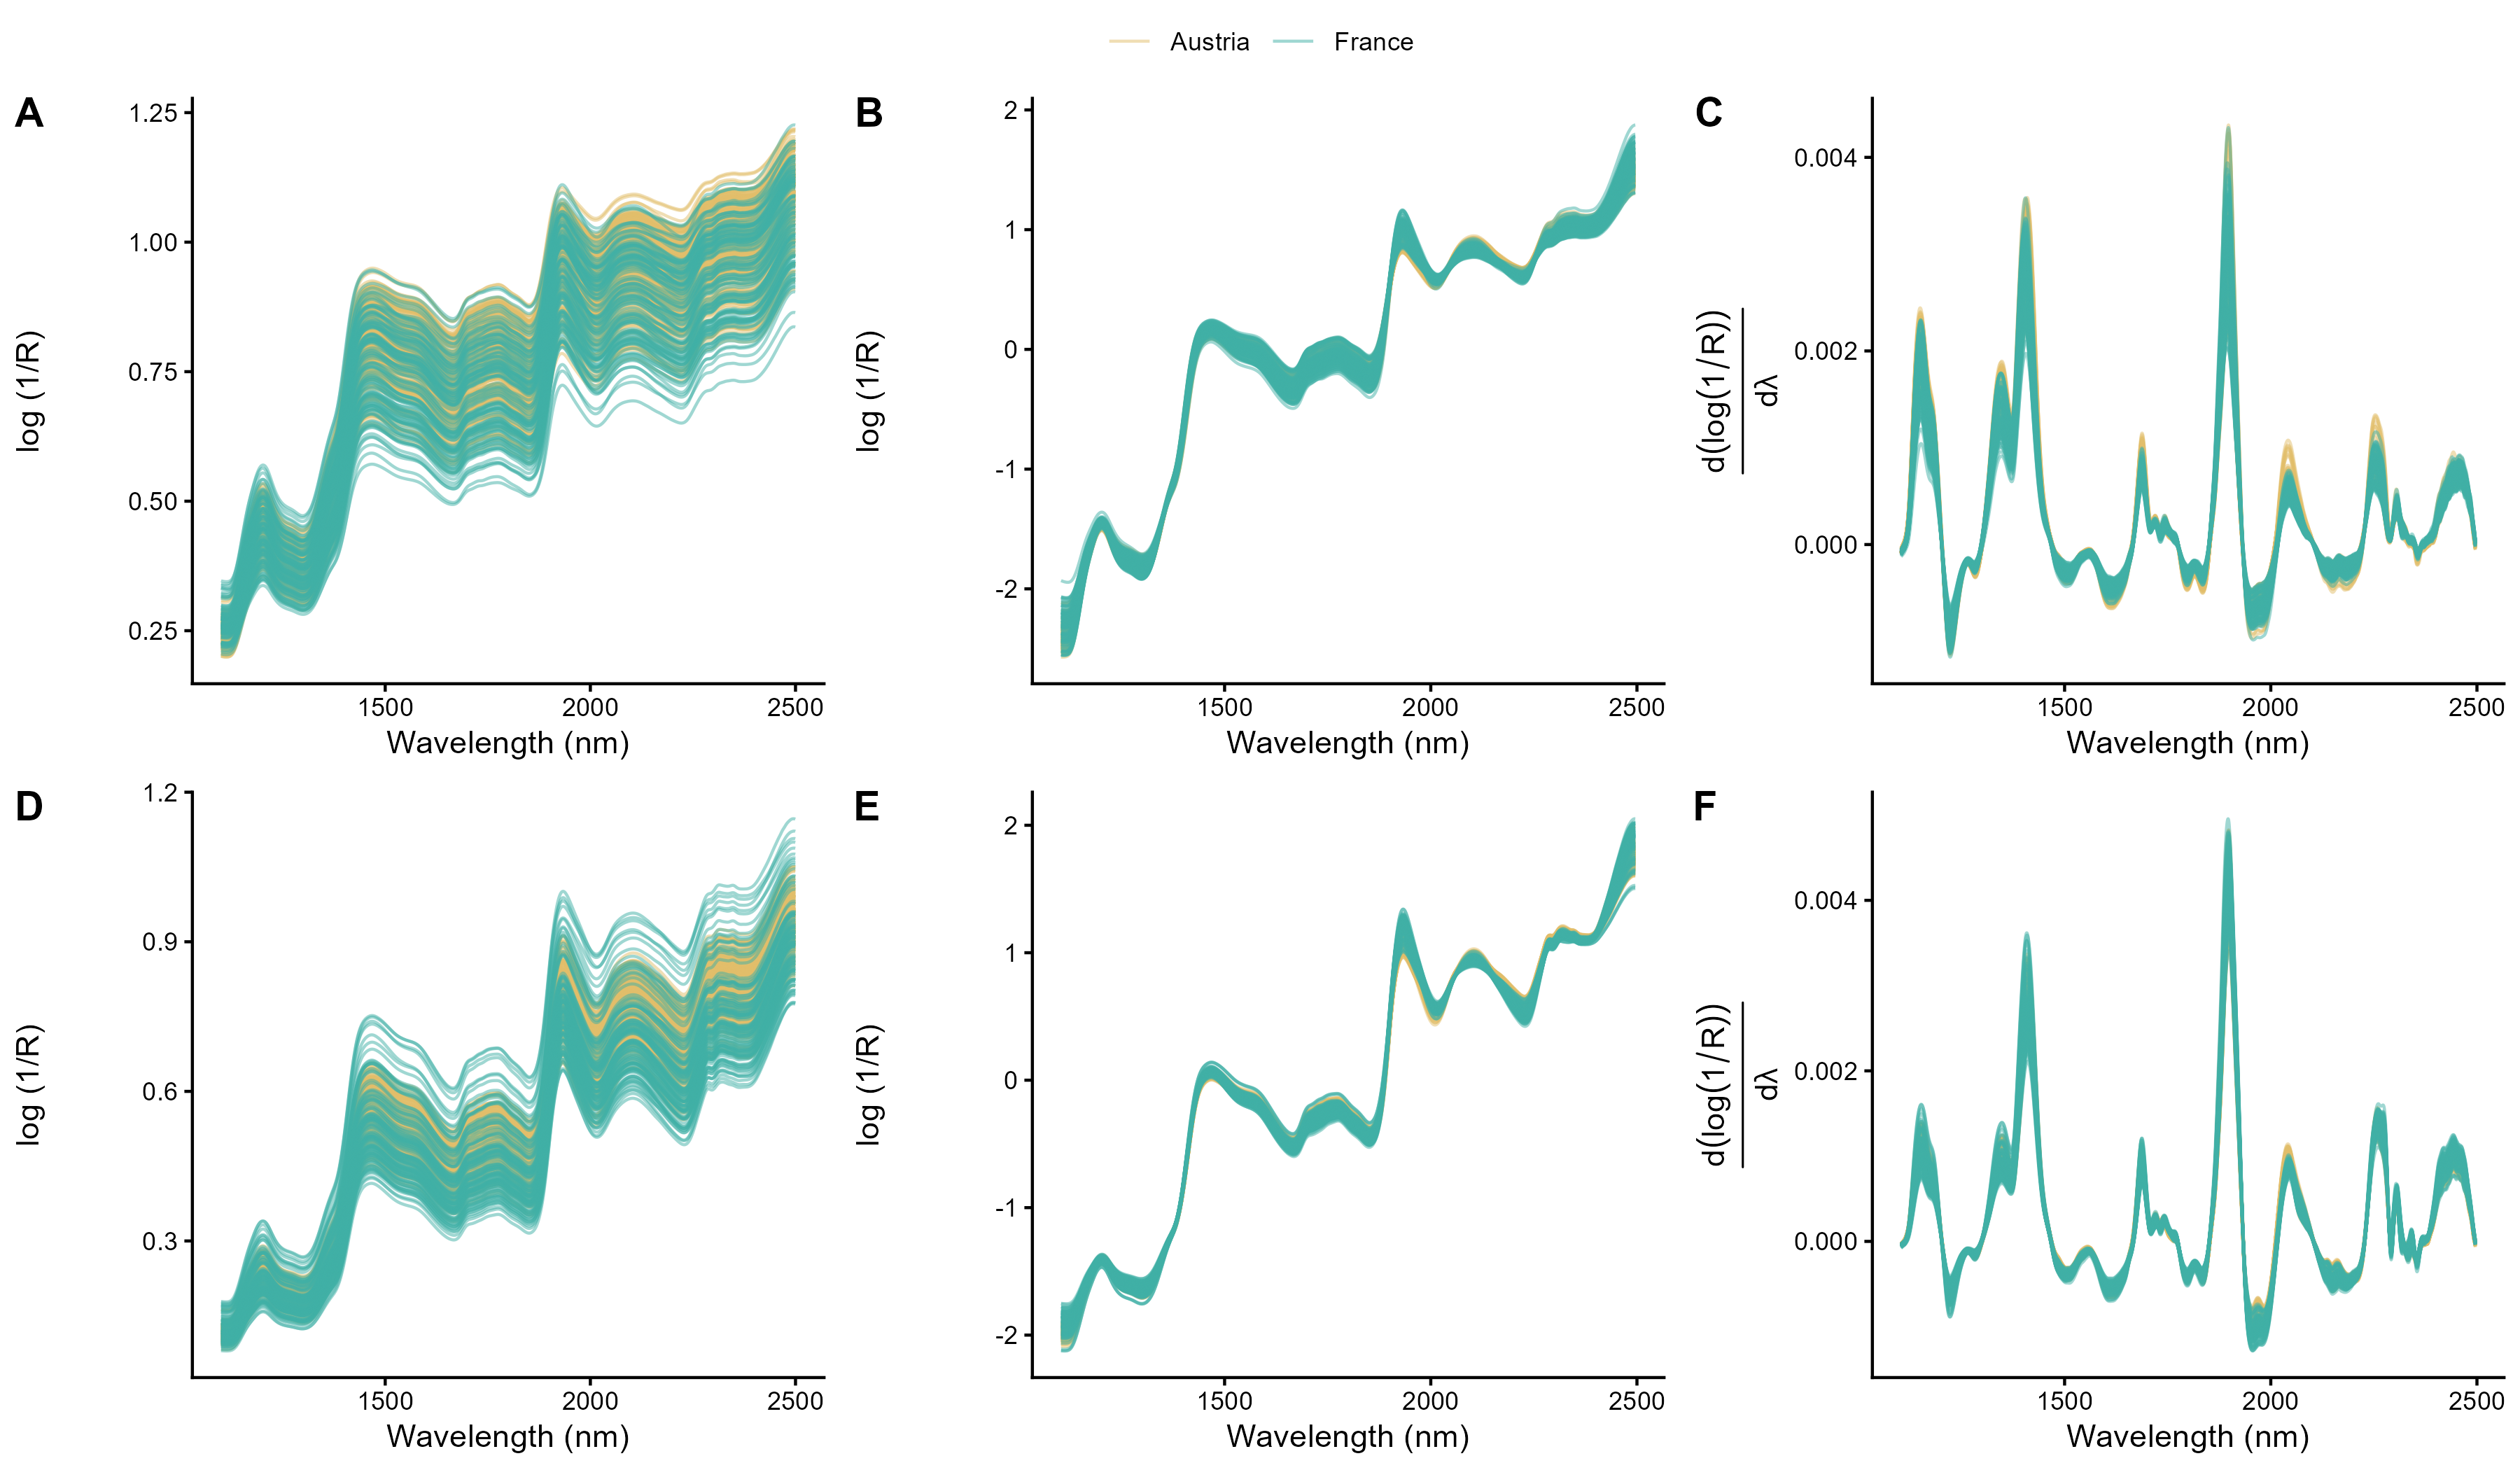 Austria France
A
1.25
1.00
0.75
0.50
0.25
log (1/R)
1500 2000 2500
Wavelength (nm)
B
2
1
0
-1
-2
log (1/R)
1500 2000 2500
Wavelength (nm)
C
0.004
0.002
0.000
d(log(1/R))
dλ
1500 2000 2500
Wavelength (nm)
D
1.2
0.9
0.6
0.3
log (1/R)
1500 2000 2500
Wavelength (nm)
E
2
1
0
-1
-2
log (1/R)
1500 2000 2500
Wavelength (nm)
F
0.004
0.002
0.000
d(log(1/R))
dλ
1500 2000 2500
Wavelength (nm)